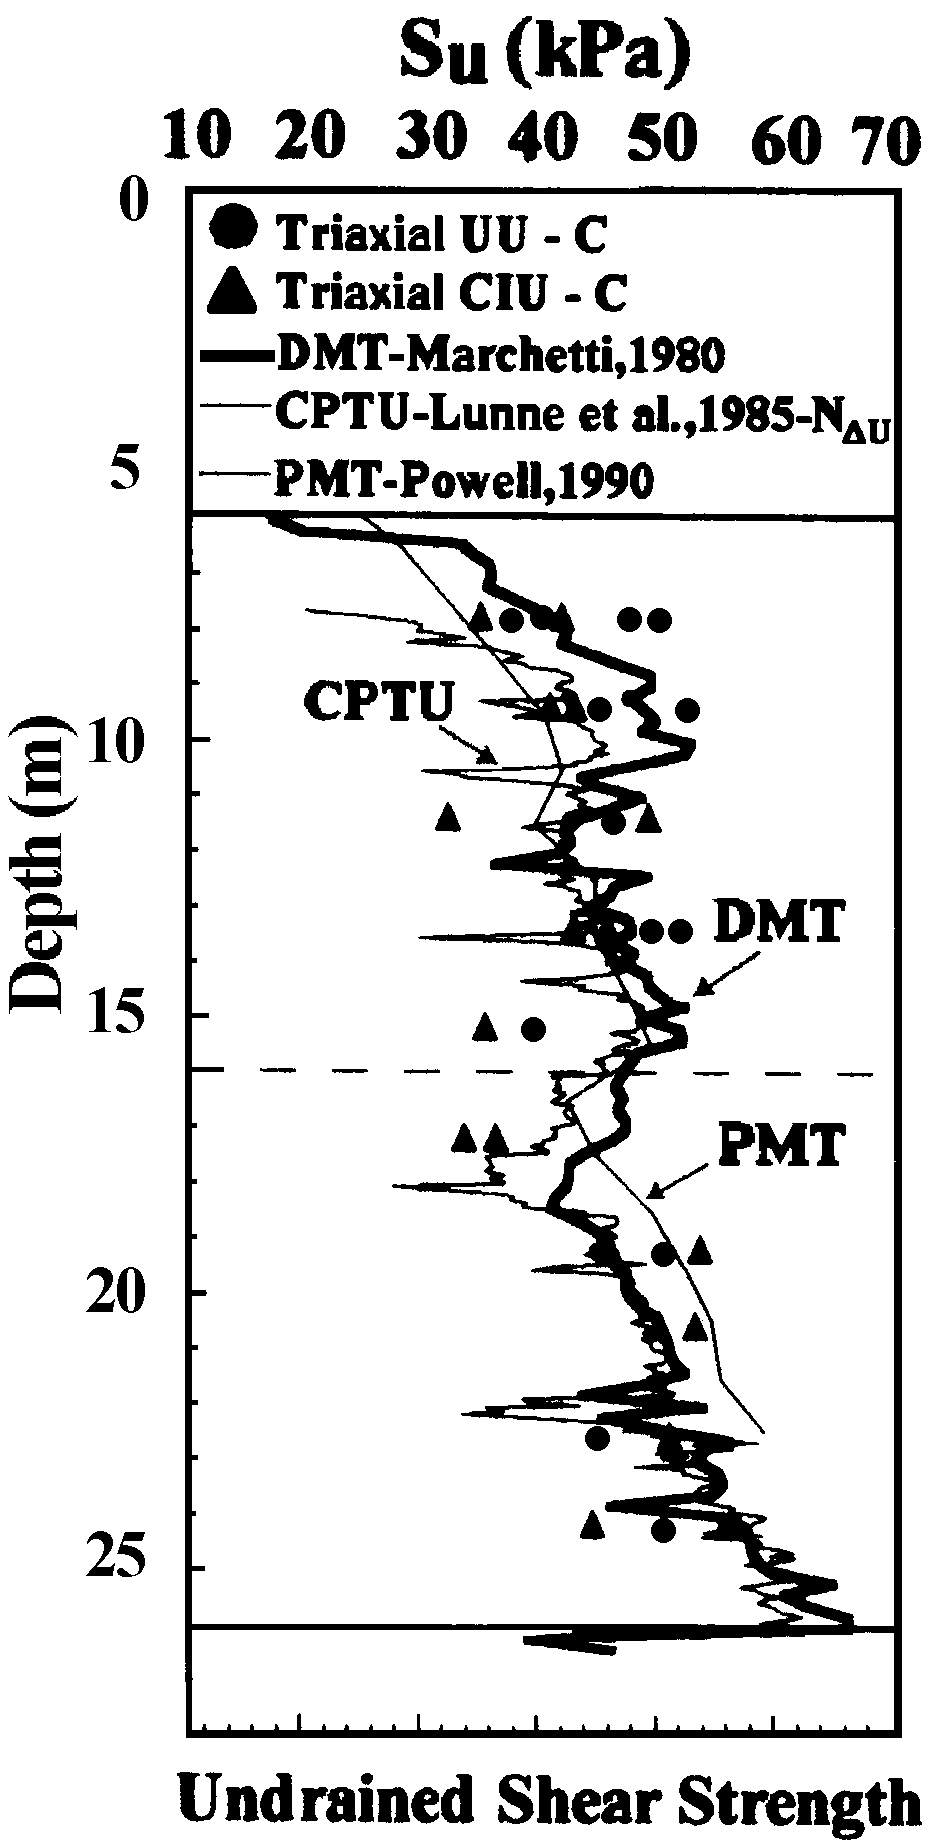 Su (kPa)
10 20 30 40 50 60 70
0
Triaxial UU - C
Triaxial CIU - C
DMT-Marchetti,1980
CPTU-Lunne et al.,1985-NΔU
5
PMT-Powell,1990
CPTU
10
Depth (m)
DMT
15
PMT
20
25
Undrained Shear Strength